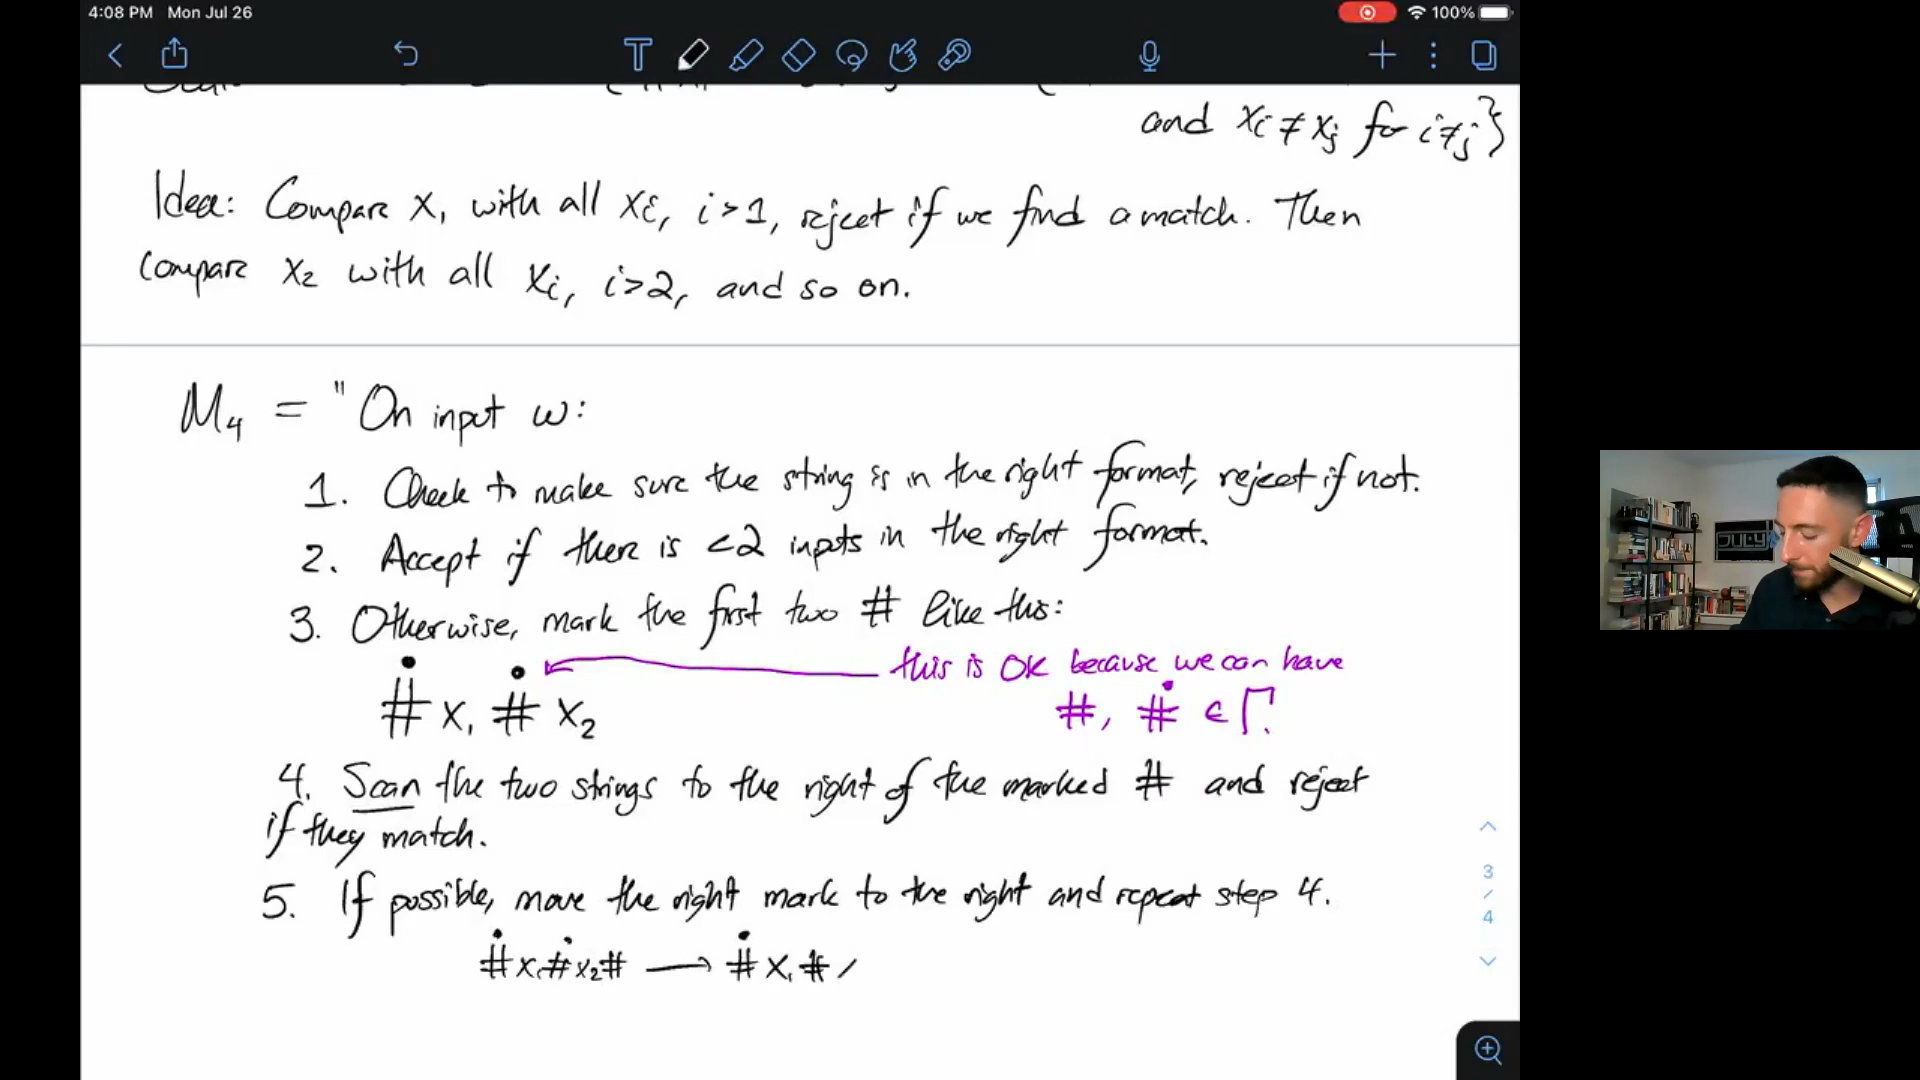 4:08 PM Mon Jul 26
100%
and xᵢ ≠ xⱼ for i≠j}
Idea: Compare x₁ with all xᵢ, i>1, reject if we find a match. Then
compare x₂ with all xᵢ, i>2, and so on.
M₄ = "On input w:
1. Check to make sure the string is in the right format, reject if not.
2. Accept if there is <2 inputs in the right format.
3. Otherwise, mark the first two # like this:
this is OK because we can have
#̇ x₁ #̇ x₂
#, #̇ ∈ Γ.
4. Scan the two strings to the right of the marked # and reject
if they match.
5. If possible, move the right mark to the right and repeat step 4.
#̇x₁#̇x₂# → #̇ x₁ #
3
/
4